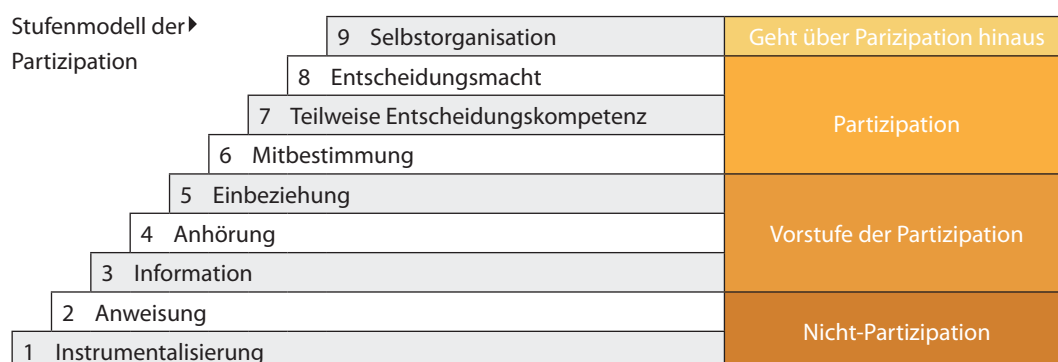 Stufenmodell der
Partizipation
9 Selbstorganisation
Geht über Parizipation hinaus
8 Entscheidungsmacht
7 Teilweise Entscheidungskompetenz
Partizipation
6 Mitbestimmung
5 Einbeziehung
4 Anhörung
Vorstufe der Partizipation
3 Information
2 Anweisung
Nicht-Partizipation
1 Instrumentalisierung